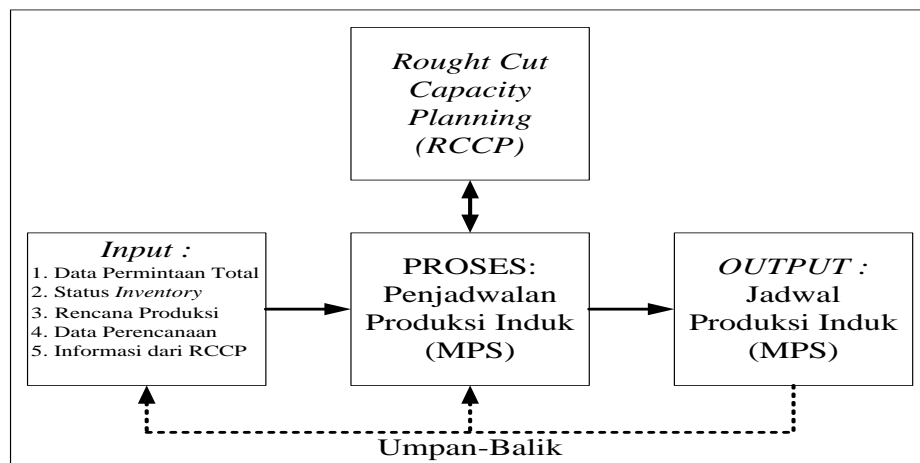 Rought Cut
Capacity
Planning
(RCCP)
Input :
1. Data Permintaan Total
2. Status Inventory
3. Rencana Produksi
4. Data Perencanaan
5. Informasi dari RCCP
PROSES:
Penjadwalan
Produksi Induk
(MPS)
OUTPUT :
Jadwal
Produksi Induk
(MPS)
Umpan-Balik